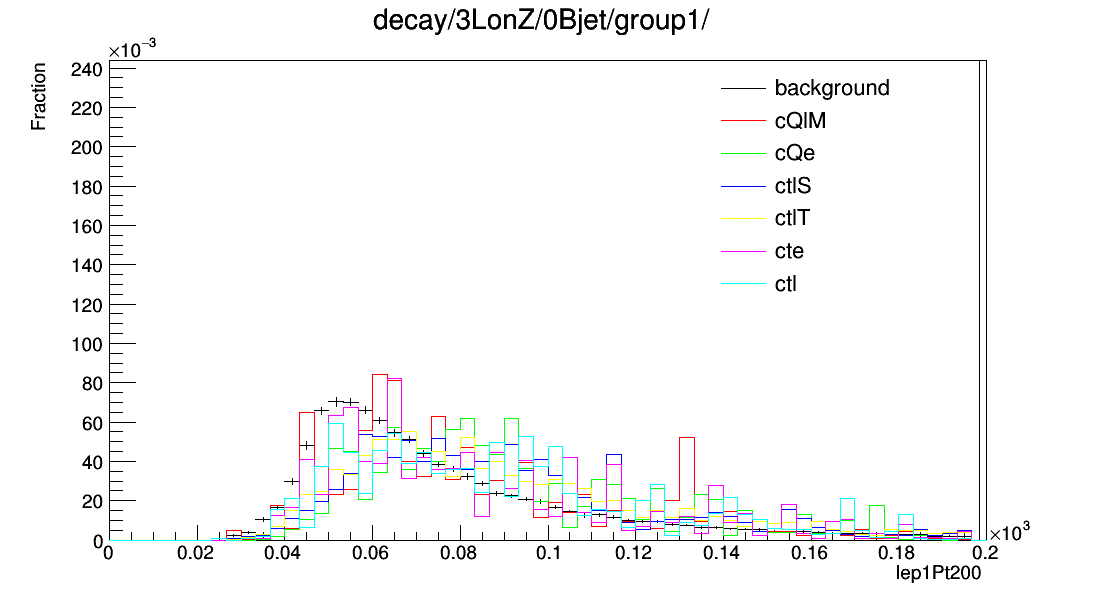 decay/3LonZ/0Bjet/group1/
×10⁻³
Fraction
240
220
200
180
160
140
120
100
80
60
40
20
0
background
cQlM
cQe
ctlS
ctlT
cte
ctl
0 0.02 0.04 0.06 0.08 0.1 0.12 0.14 0.16 0.18 0.2
×10³
lep1Pt200